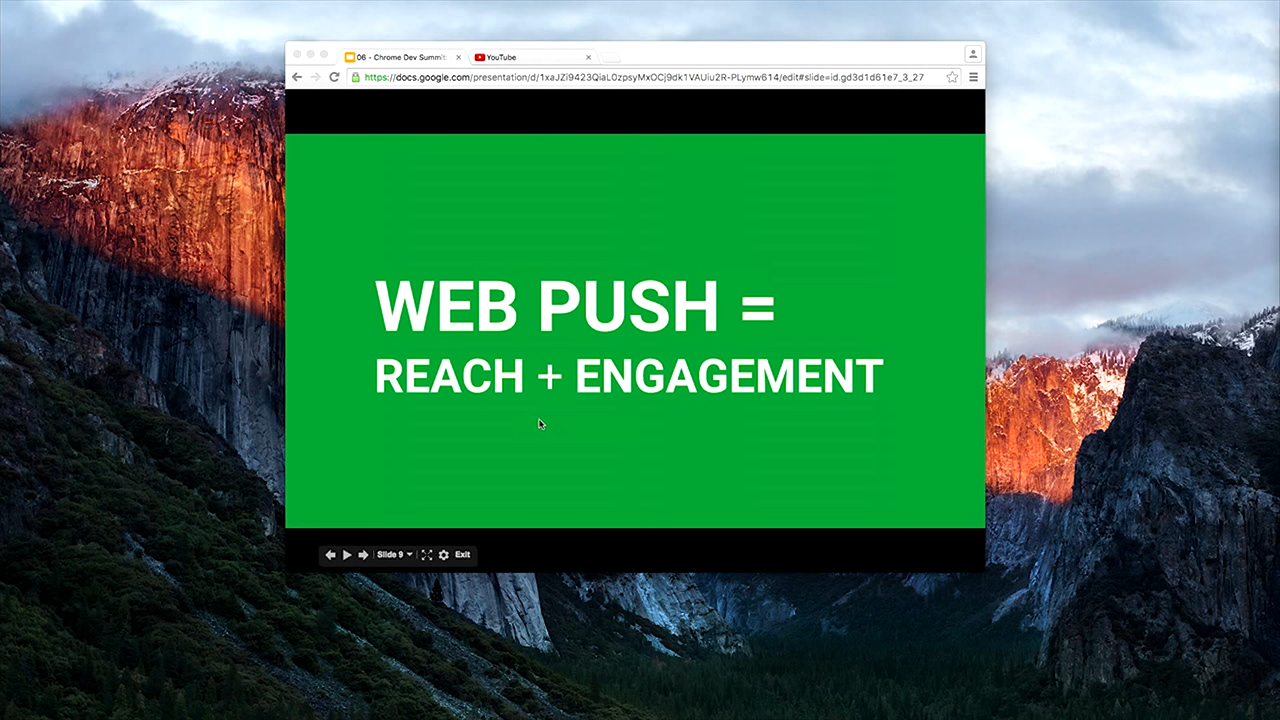 06 - Chrome Dev Summit
YouTube
https://docs.google.com/presentation/d/1xaJZi9423QiaL0zpsyMxOCj9dk1VAUiu2R-PLymw614/edit#slide=id.gd3d1d61e7_3_27
WEB PUSH =
REACH + ENGAGEMENT
Slide 9
Exit